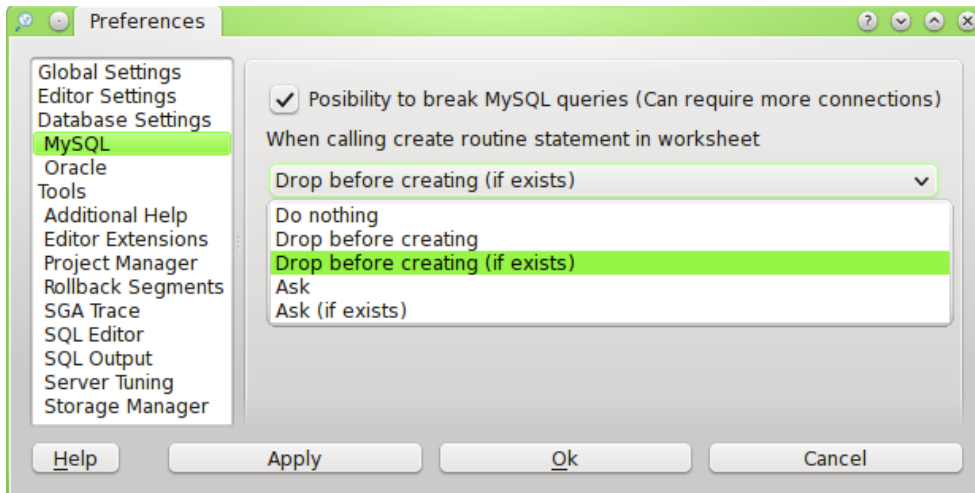 Preferences
Global Settings
Editor Settings
Database Settings
MySQL
Oracle
Tools
Additional Help
Editor Extensions
Project Manager
Rollback Segments
SGA Trace
SQL Editor
SQL Output
Server Tuning
Storage Manager
Posibility to break MySQL queries (Can require more connections)
When calling create routine statement in worksheet
Drop before creating (if exists)
Do nothing
Drop before creating
Drop before creating (if exists)
Ask
Ask (if exists)
Help
Apply
Ok
Cancel